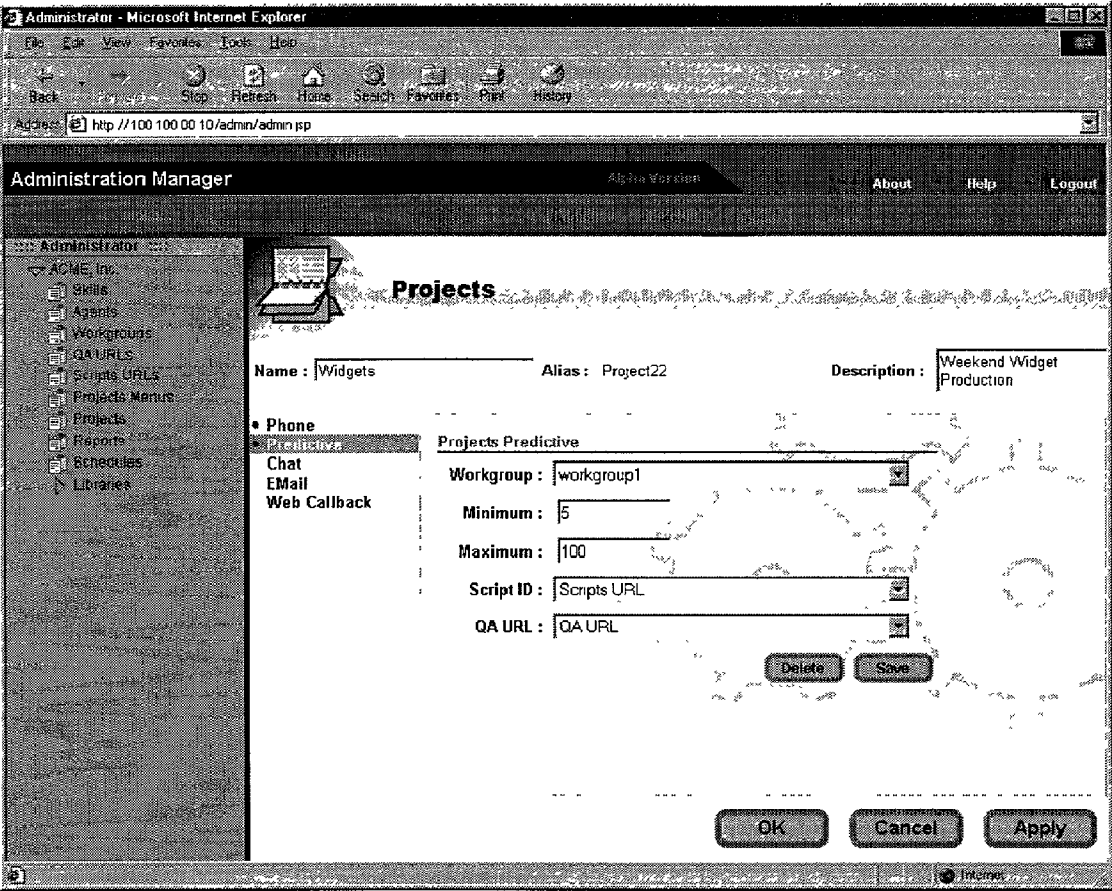 Administrator - Microsoft Internet Explorer
File Edit View Favorites Tools Help
Back Stop Refresh Home Search Favorites Print History
Address http //100 100 00 10/admin/admin jsp
Administration Manager Alpha Version About Help Logout
Administrator
ACME, Inc.
Skills
Agents
Workgroups
QA URLs
Scripts URLs
Projects Menus
Projects
Reports
Schedules
Libraries
Projects
Name : Widgets Alias : Project22 Description : Weekend Widget
Production
• Phone
• Predictive
Chat
EMail
Web Callback
Projects Predictive
Workgroup : workgroup1
Minimum : 5
Maximum : 100
Script ID : Scripts URL
QA URL : QA URL
Delete Save
OK Cancel Apply
Internet